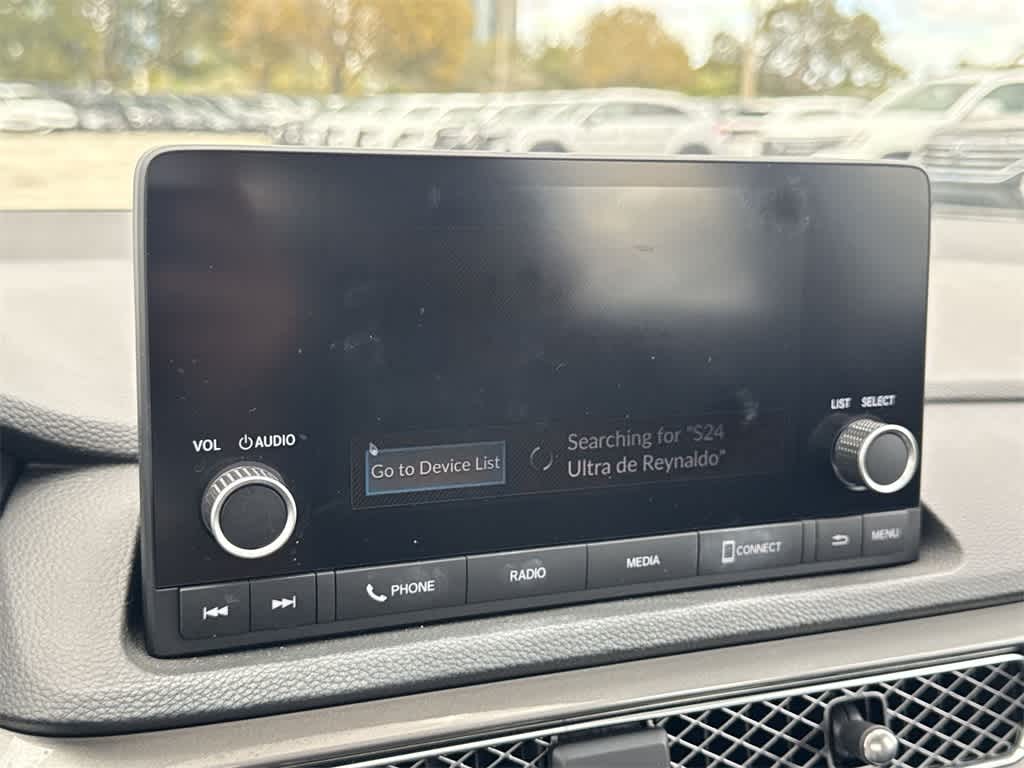 LIST SELECT
VOL AUDIO
Go to Device List
Searching for "S24
Ultra de Reynaldo"
PHONE
RADIO
MEDIA
CONNECT
MENU